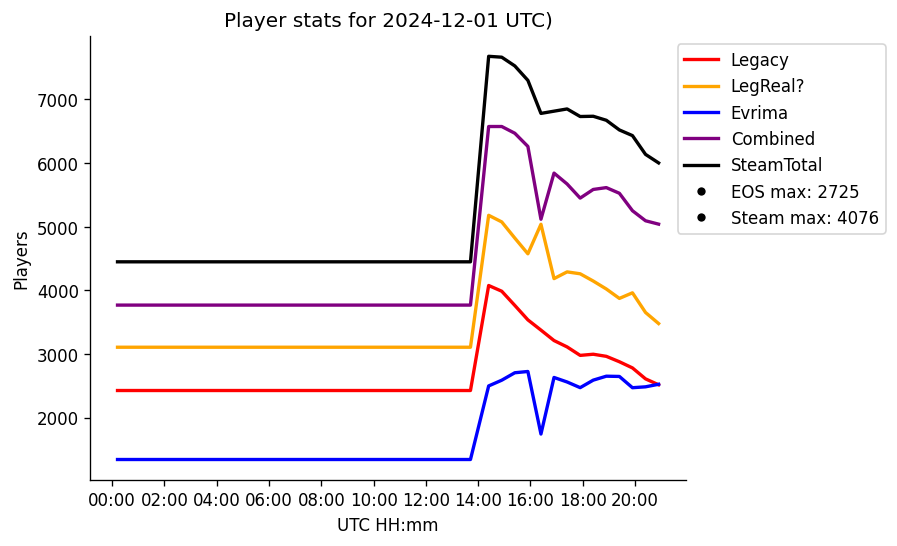 Player stats for 2024-12-01 UTC)
Legacy
LegReal?
Evrima
Combined
SteamTotal
EOS max: 2725
Steam max: 4076
Players
7000
6000
5000
4000
3000
2000
00:00 02:00 04:00 06:00 08:00 10:00 12:00 14:00 16:00 18:00 20:00
UTC HH:mm